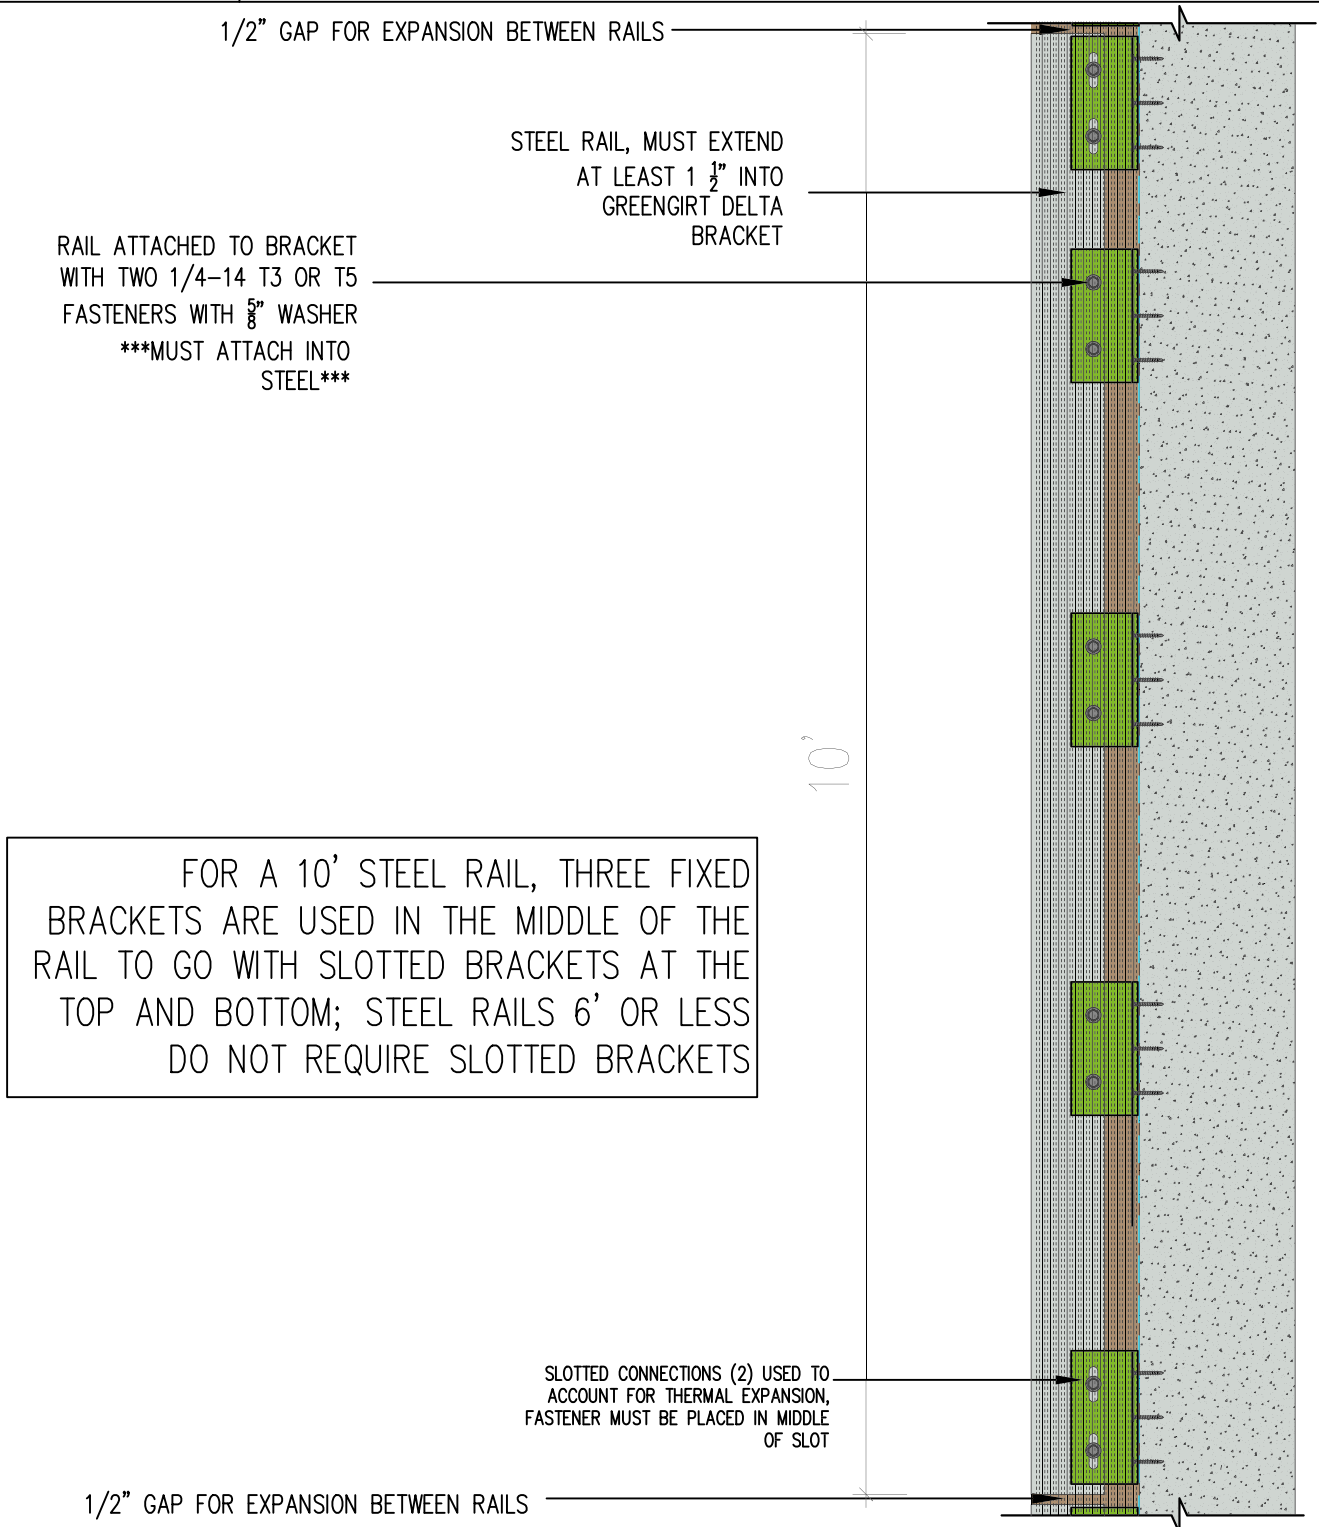 1/2” GAP FOR EXPANSION BETWEEN RAILS
STEEL RAIL, MUST EXTEND
AT LEAST 1 1/2” INTO
GREENGIRT DELTA
BRACKET
RAIL ATTACHED TO BRACKET
WITH TWO 1/4–14 T3 OR T5
FASTENERS WITH 5/8” WASHER
***MUST ATTACH INTO
STEEL***
10’
FOR A 10’ STEEL RAIL, THREE FIXED
BRACKETS ARE USED IN THE MIDDLE OF THE
RAIL TO GO WITH SLOTTED BRACKETS AT THE
TOP AND BOTTOM; STEEL RAILS 6’ OR LESS
DO NOT REQUIRE SLOTTED BRACKETS
SLOTTED CONNECTIONS (2) USED TO
ACCOUNT FOR THERMAL EXPANSION,
FASTENER MUST BE PLACED IN MIDDLE
OF SLOT
1/2” GAP FOR EXPANSION BETWEEN RAILS